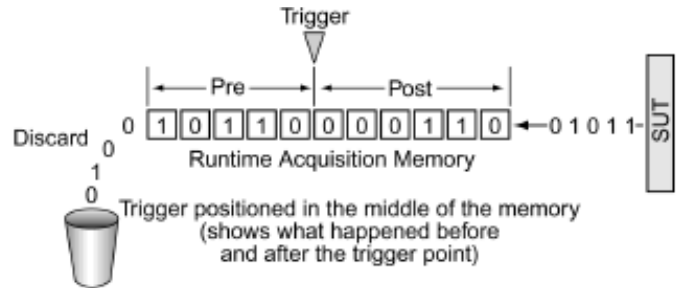 Trigger
Pre Post
0 1 0 1 1 0 0 0 0 1 1 0 0 1 0 1 1 SUT
Discard 0
Runtime Acquisition Memory
1
0
Trigger positioned in the middle of the memory
(shows what happened before
and after the trigger point)